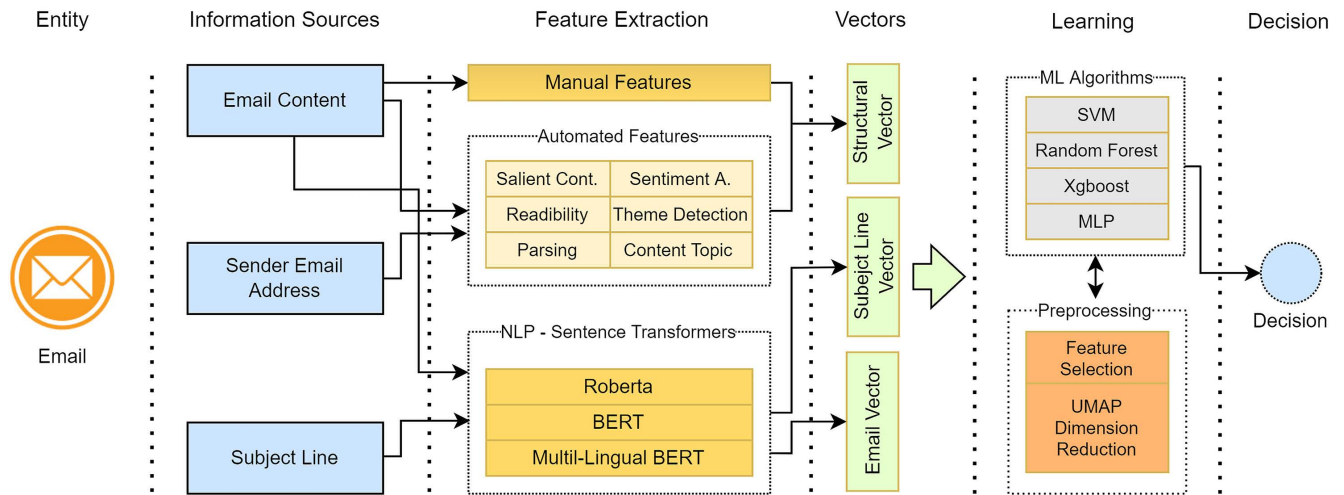 Entity
Information Sources
Feature Extraction
Vectors
Learning
Decision
Email
Email Content
Sender Email
Address
Subject Line
Manual Features
Automated Features
Salient Cont.
Sentiment A.
Readibility
Theme Detection
Parsing
Content Topic
NLP - Sentence Transformers
Roberta
BERT
Multil-Lingual BERT
Structural
Vector
Subejct Line
Vector
Email Vector
ML Algorithms
SVM
Random Forest
Xgboost
MLP
Preprocessing
Feature
Selection
UMAP
Dimension
Reduction
Decision